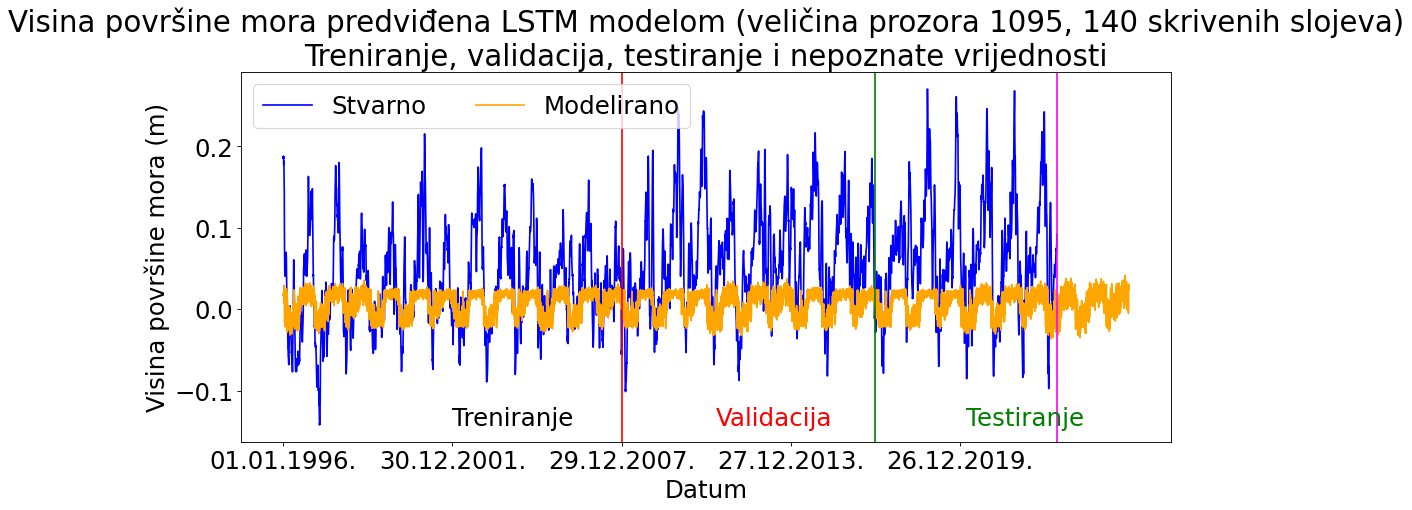 Visina površine mora predviđena LSTM modelom (veličina prozora 1095, 140 skrivenih slojeva)
Treniranje, validacija, testiranje i nepoznate vrijednosti
Stvarno
Modelirano
Visina površine mora (m)
0.2
0.1
0.0
−0.1
Treniranje
Validacija
Testiranje
01.01.1996.
30.12.2001.
29.12.2007.
27.12.2013.
26.12.2019.
Datum